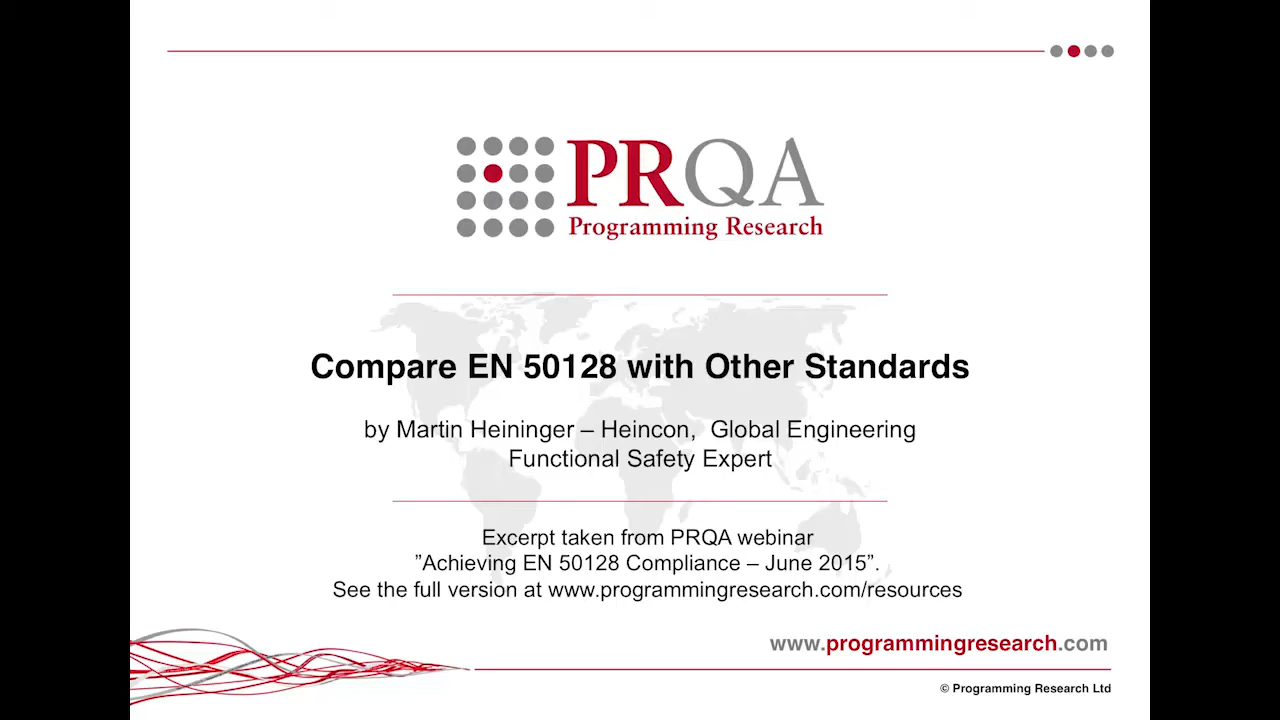 PRQA
Programming Research
Compare EN 50128 with Other Standards
by Martin Heininger – Heincon,  Global Engineering
Functional Safety Expert
Excerpt taken from PRQA webinar
”Achieving EN 50128 Compliance – June 2015”.
See the full version at www.programmingresearch.com/resources
www.programmingresearch.com
© Programming Research Ltd